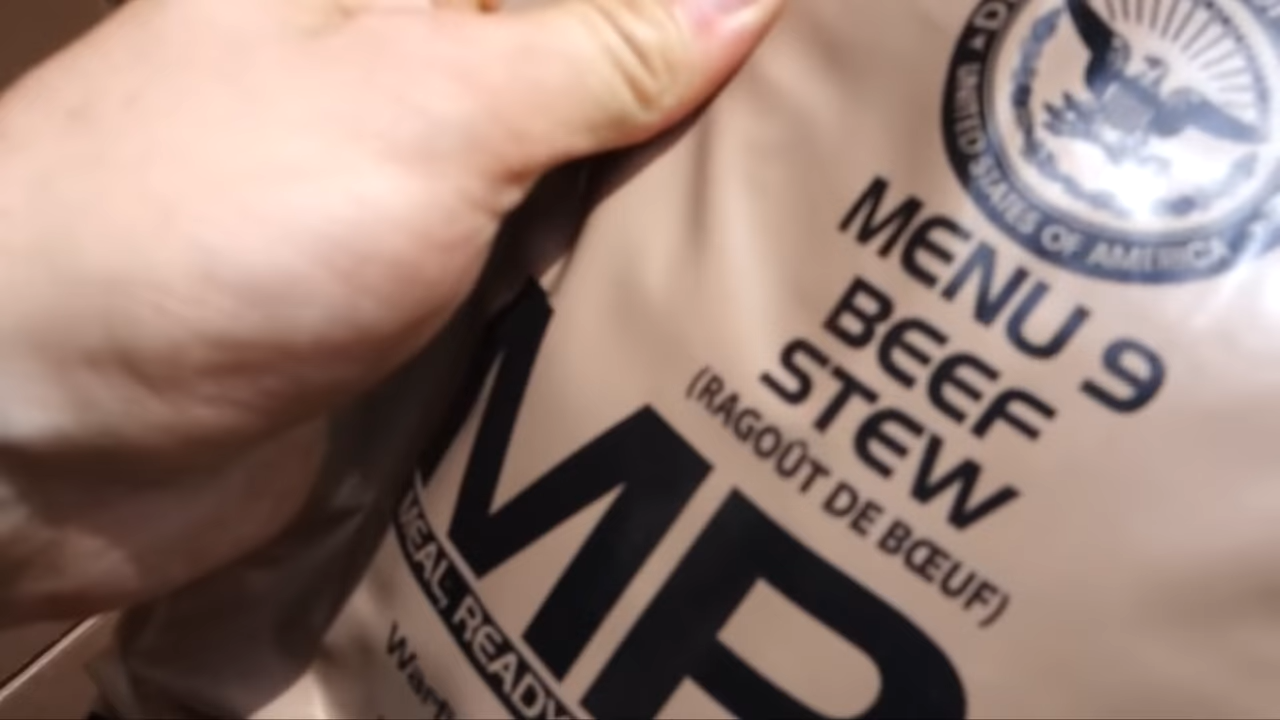 UNITED STATES OF AMERICA
MENU 9
BEEF
STEW
(RAGOÛT DE BŒUF)
MR
MEAL, READY